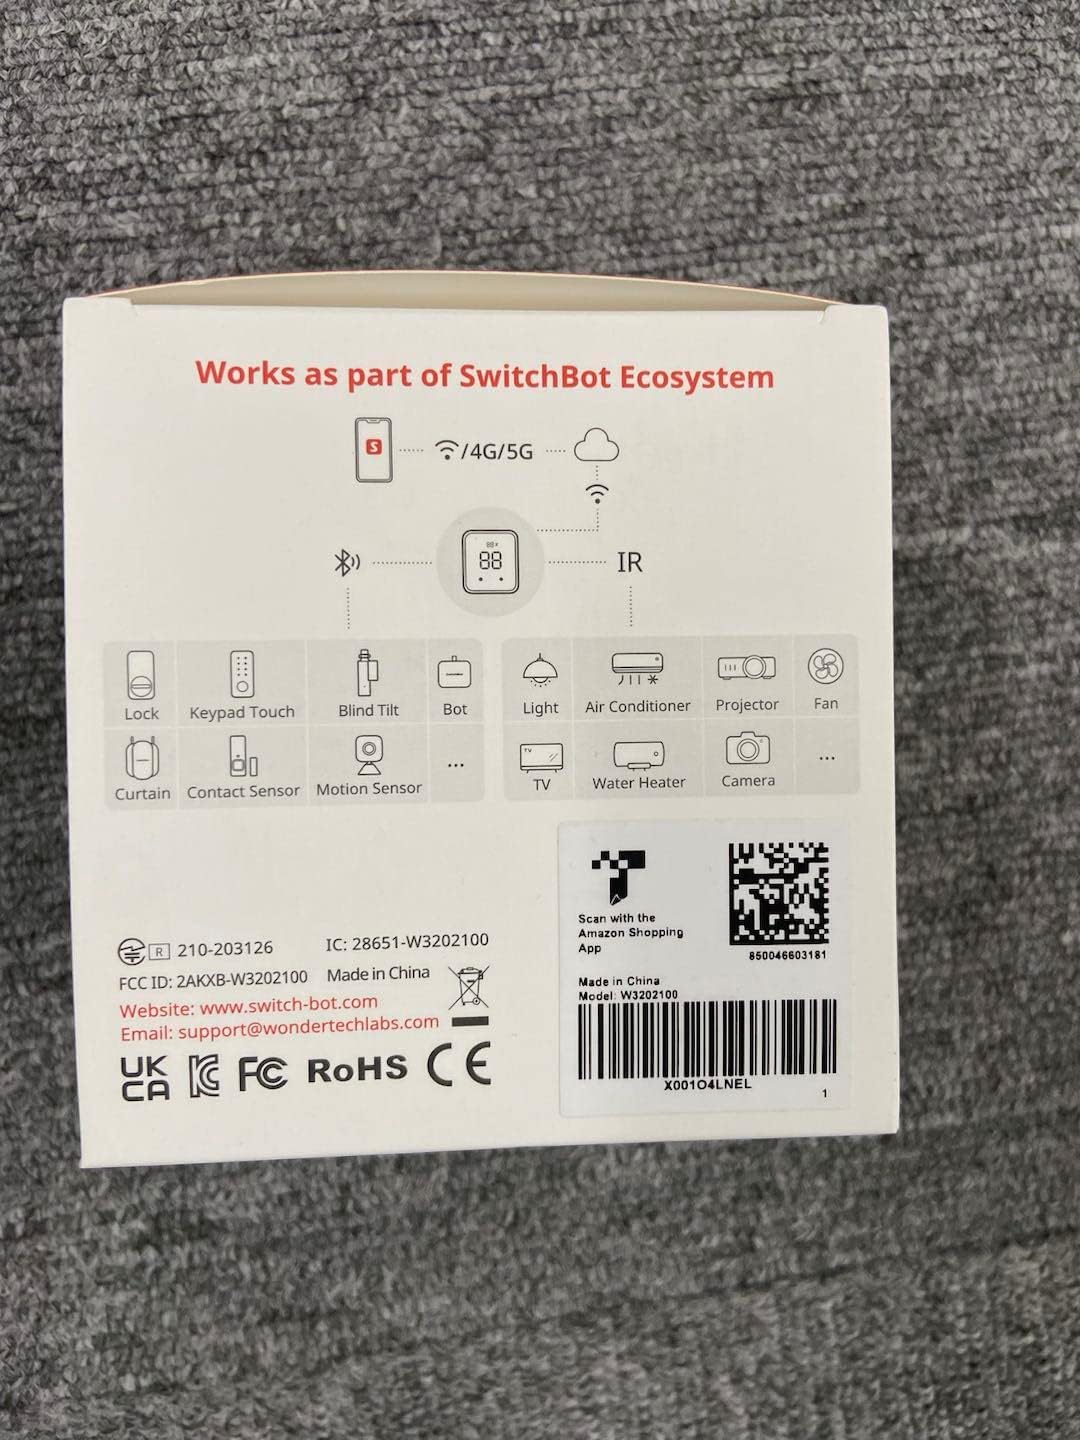 Works as part of SwitchBot Ecosystem
S
/4G/5G
88
88
IR
Lock
Keypad Touch
Blind Tilt
Bot
Curtain
Contact Sensor
Motion Sensor
...
Light
Air Conditioner
Projector
Fan
TV
TV
Water Heater
Camera
...
R 210-203126
IC: 28651-W3202100
FCC ID: 2AKXB-W3202100
Made in China
Website: www.switch-bot.com
Email: support@wondertechlabs.com
UK
CA
FC
RoHS
CE
Scan with the
Amazon Shopping
App
850046603181
Made in China
Model: W3202100
X001O4LNEL
1